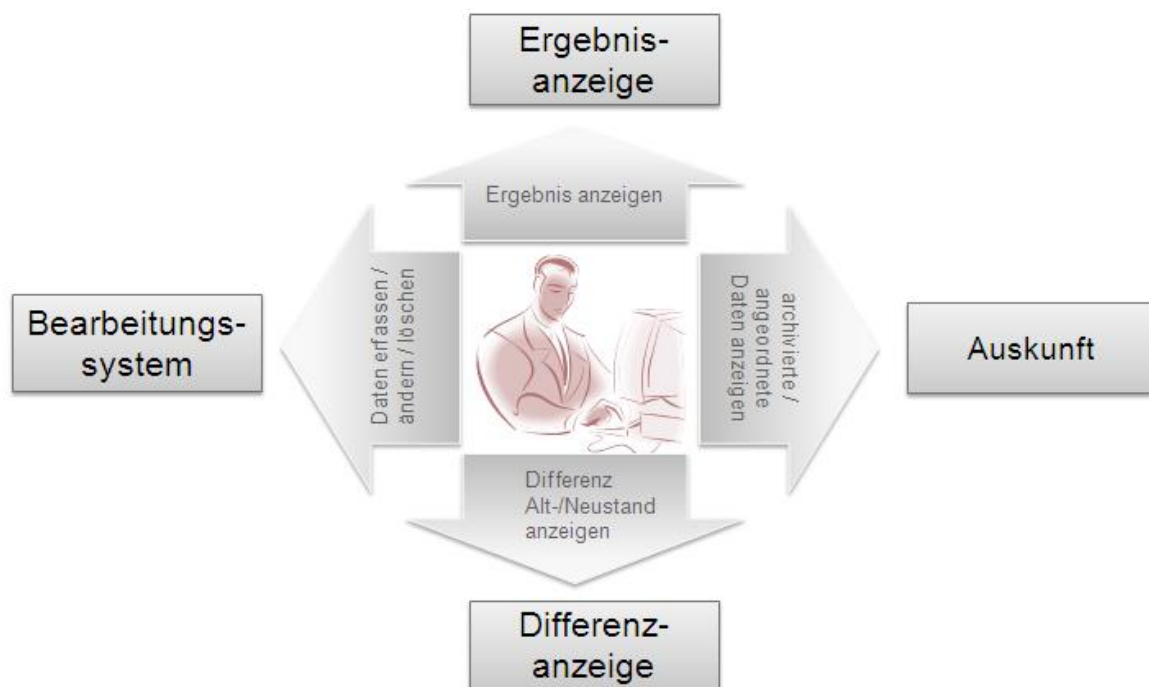 Ergebnis-
anzeige
Ergebnis anzeigen
Bearbeitungs-
system
Daten erfassen /
ändern / löschen
archivierte /
angeordnete
Daten anzeigen
Auskunft
Differenz
Alt-/Neustand
anzeigen
Differenz-
anzeige